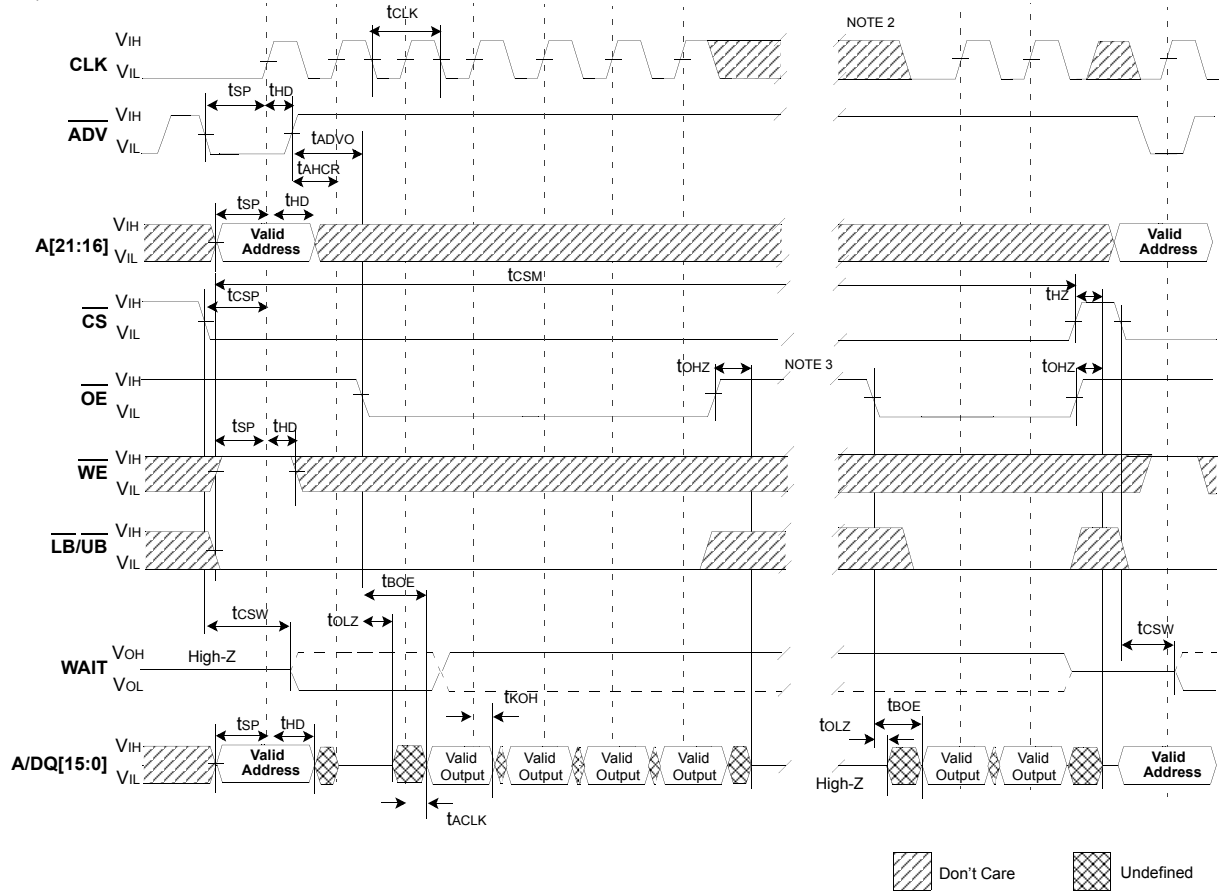 tCLK
NOTE 2
VIH
CLK
VIL
tSP
tHD
VIH
ADV
VIL
tADVO
tAHCR
tSP
tHD
VIH
A[21:16]
VIL
Valid
Address
Valid
Address
tCSM
VIH
tCSP
tHZ
CS
VIL
VIH
tOHZ
NOTE 3
tOHZ
OE
VIL
tSP
tHD
VIH
WE
VIL
VIH
LB/UB
VIL
tBOE
tCSW
tOLZ
tCSW
VOH
High-Z
WAIT
VOL
tKOH
tBOE
tOLZ
tSP
tHD
VIH
A/DQ[15:0]
VIL
Valid
Address
Valid
Output
Valid
Output
Valid
Output
Valid
Output
High-Z
Valid
Output
Valid
Output
Valid
Address
tACLK
Don't Care
Undefined